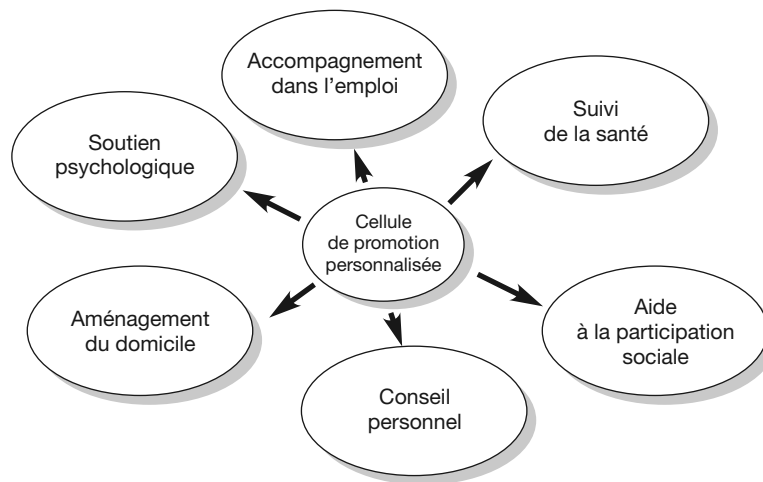 Accompagnement
dans l’emploi
Suivi
de la santé
Soutien
psychologique
Cellule
de promotion
personnalisée
Aménagement
du domicile
Aide
à la participation
sociale
Conseil
personnel